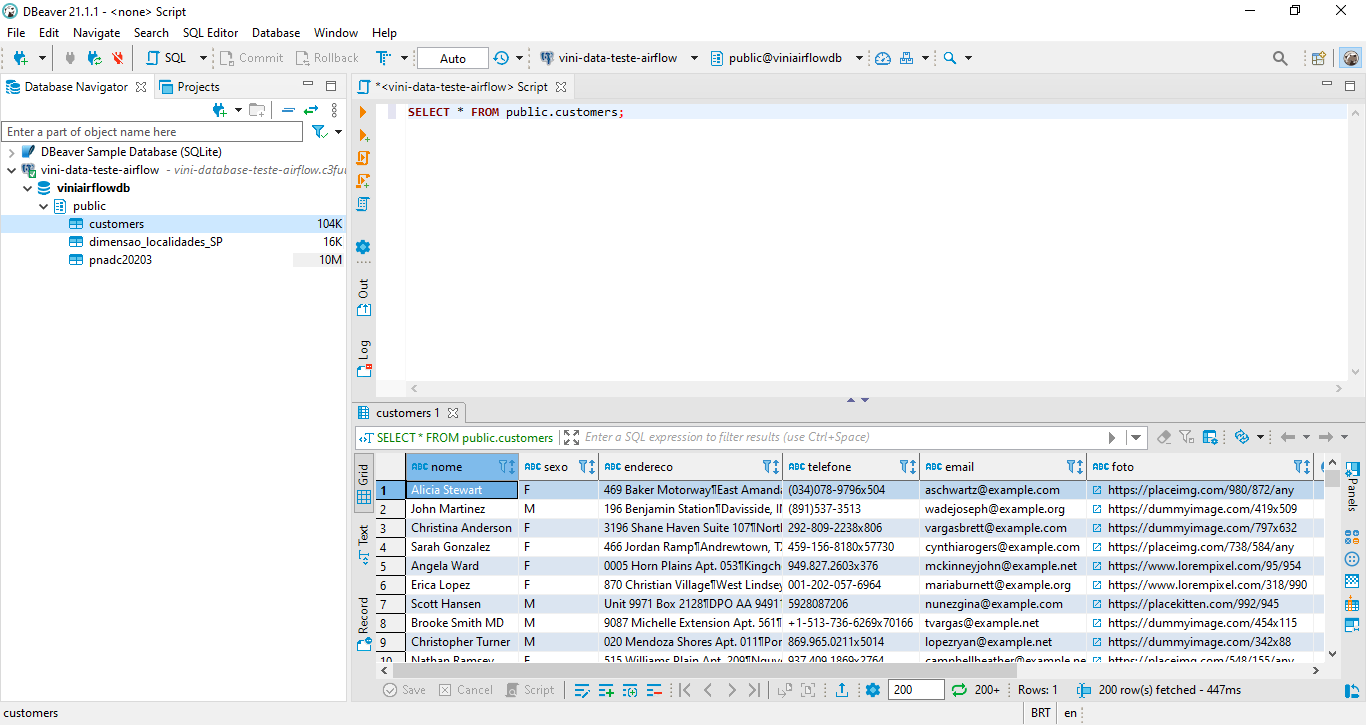 DBeaver 21.1.1 - <none> Script
File Edit Navigate Search SQL Editor Database Window Help
SQL Commit Rollback Auto vini-data-teste-airflow public@viniairflowdb
Database Navigator Projects
*<vini-data-teste-airflow> Script
Enter a part of object name here
DBeaver Sample Database (SQLite)
vini-data-teste-airflow - vini-database-teste-airflow.c3fu
viniairflowdb
public
customers 104K
dimensao_localidades_SP 16K
pnadc20203 10M
SELECT * FROM public.customers;
Out
Log
customers 1
SELECT * FROM public.customers Enter a SQL expression to filter results (use Ctrl+Space)
Grid
Text
Record
Panels
ABC nome ABC sexo ABC endereco ABC telefone ABC email ABC foto
1 Alicia Stewart F 469 Baker Motorway¶East Amanda (034)078-9796x504 aschwartz@example.com https://placeimg.com/980/872/any
2 John Martinez M 196 Benjamin Station¶Davisside, (891)537-3513 wadejoseph@example.org https://dummyimage.com/419x509
3 Christina Anderson F 3196 Shane Haven Suite 107¶Nort 292-809-2238x806 vargasbrett@example.com https://dummyimage.com/797x632
4 Sarah Gonzalez F 466 Jordan Ramp¶Andrewtown, T 459-156-8180x57730 cynthiarogers@example.com https://placeimg.com/738/584/any
5 Angela Ward F 0005 Horn Plains Apt. 053¶Kingch 949.827.2603x376 mckinneyjohn@example.net https://www.lorempixel.com/95/954
6 Erica Lopez F 870 Christian Village¶West Lindsey 001-202-057-6964 mariaburnett@example.org https://www.lorempixel.com/318/990
7 Scott Hansen M Unit 9971 Box 2128¶DPO AA 9491 5928087206 nunezgina@example.com https://placekitten.com/992/945
8 Brooke Smith MD M 9087 Michelle Extension Apt. 561¶ +1-513-736-6269x70166 tvargas@example.net https://dummyimage.com/454x115
9 Christopher Turner M 020 Mendoza Shores Apt. 011¶Por 869.965.0211x5014 lopezryan@example.net https://dummyimage.com/342x88
10 Nathan Ramsey F 515 Williams Plain Apt. 209¶Nguy 937.409.1869x2764 campbellheather@example.ne https://placeimg.com/548/155/any
Save Cancel Script 200 200+ Rows: 1 200 row(s) fetched - 447ms
customers BRT en